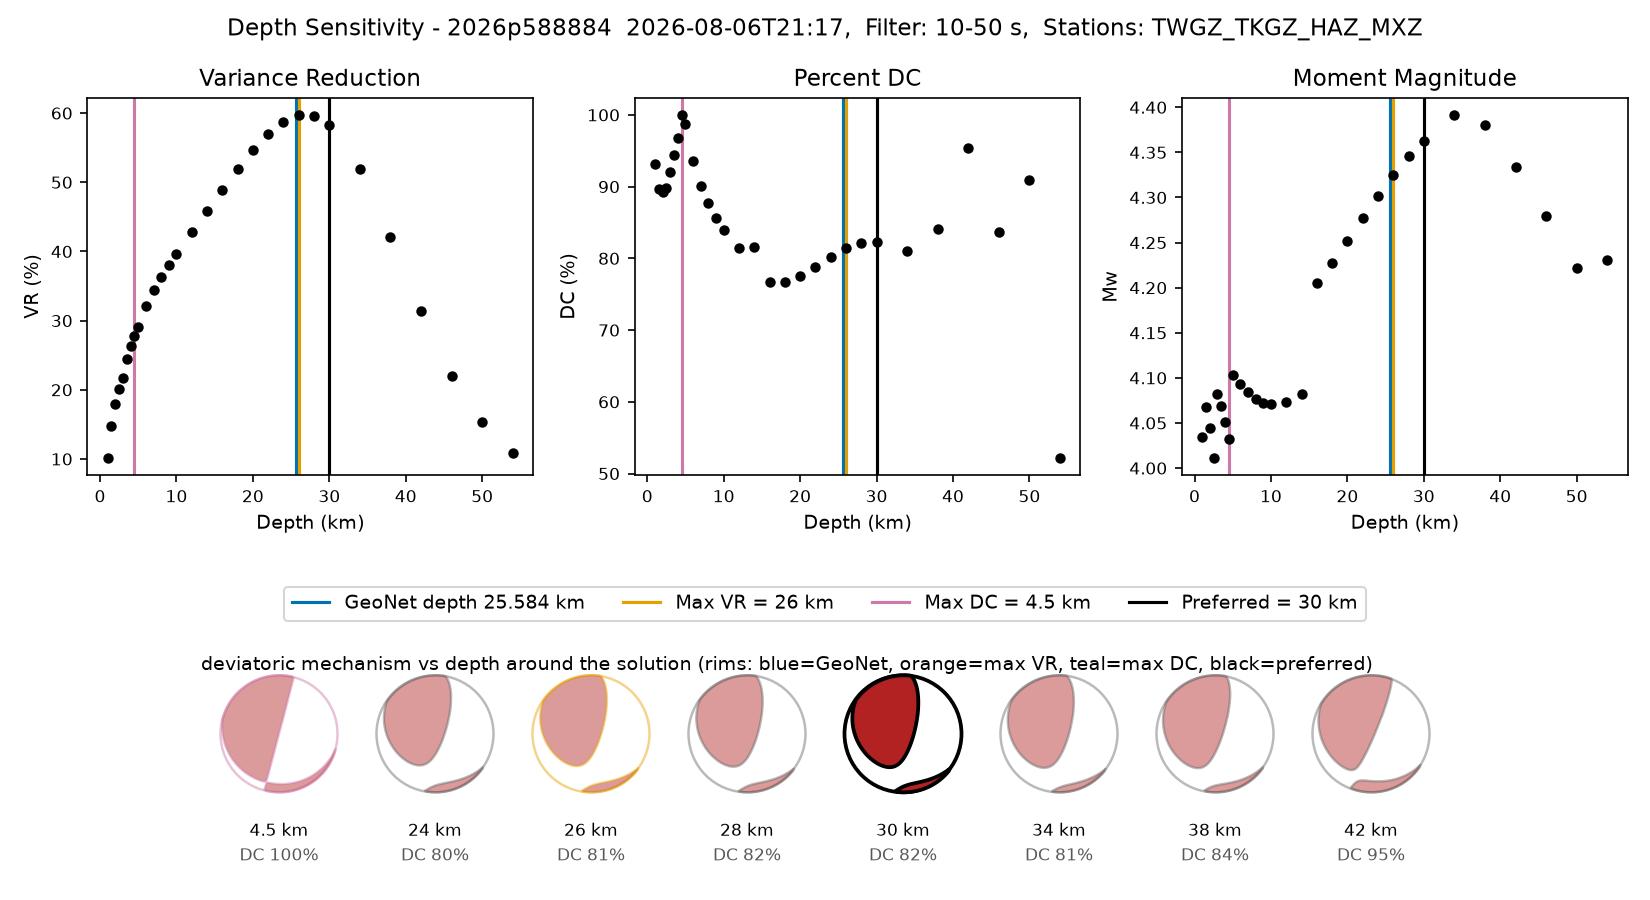 Depth Sensitivity - 2026p588884  2026-08-06T21:17,  Filter: 10-50 s,  Stations: TWGZ_TKGZ_HAZ_MXZ
Variance Reduction
Percent DC
Moment Magnitude
VR (%)
60
50
40
30
20
10
0 10 20 30 40 50
Depth (km)
DC (%)
100
90
80
70
60
50
0 10 20 30 40 50
Depth (km)
Mw
4.40
4.35
4.30
4.25
4.20
4.15
4.10
4.05
4.00
0 10 20 30 40 50
Depth (km)
GeoNet depth 25.584 km
Max VR = 26 km
Max DC = 4.5 km
Preferred = 30 km
deviatoric mechanism vs depth around the solution (rims: blue=GeoNet, orange=max VR, teal=max DC, black=preferred)
4.5 km 24 km 26 km 28 km 30 km 34 km 38 km 42 km
DC 100% DC 80% DC 81% DC 82% DC 82% DC 81% DC 84% DC 95%